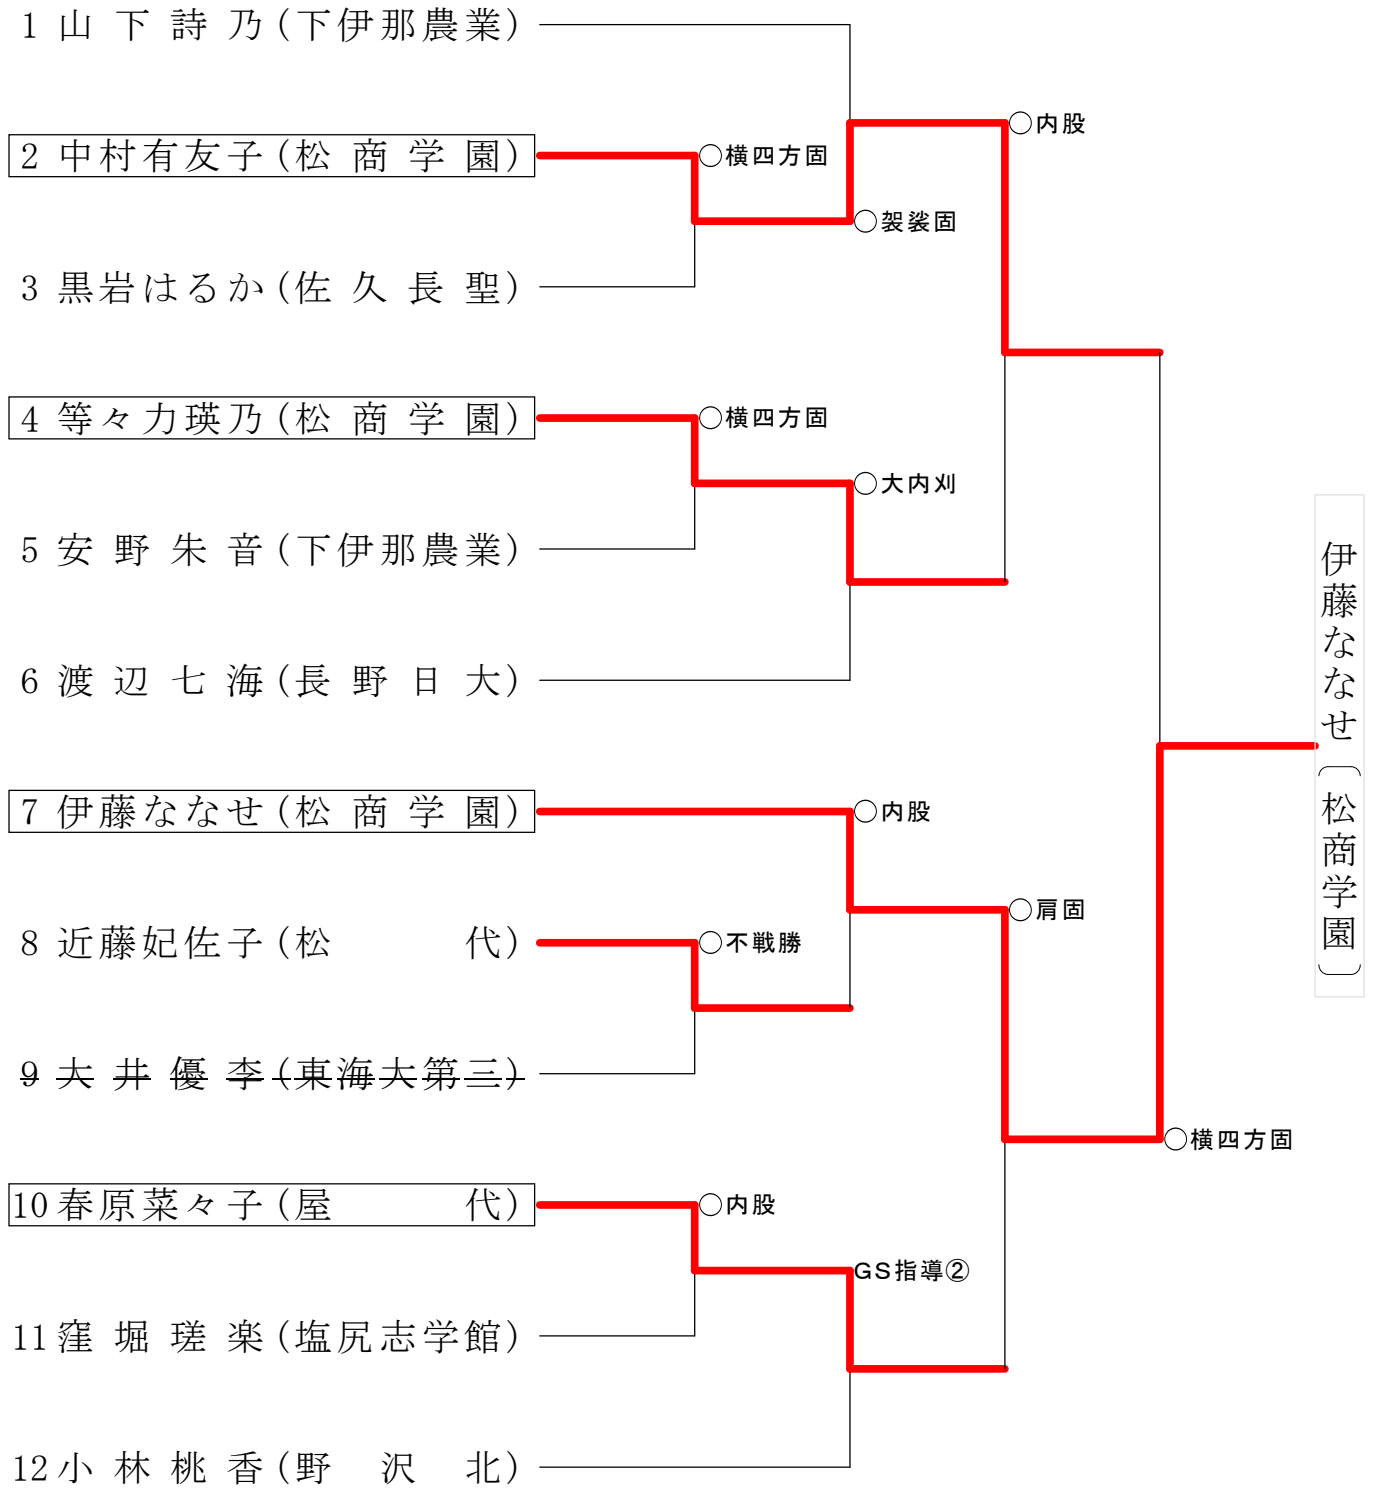 1 山下詩乃(下伊那農業)
○内股
2 中村有友子(松商学園)
○横四方固
○袈裟固
3 黒岩はるか(佐久長聖)
4 等々力瑛乃(松商学園)
○横四方固
○大内刈
5 安野朱音(下伊那農業)
6 渡辺七海(長野日大)
7 伊藤ななせ(松商学園)
○内股
○肩固
8 近藤妃佐子(松代)
○不戦勝
9 大井優李(東海大第三)
○横四方固
10 春原菜々子(屋代)
○内股
GS指導②
11 窪堀瑳楽(塩尻志学館)
12 小林桃香(野沢北)
伊藤ななせ(松商学園)